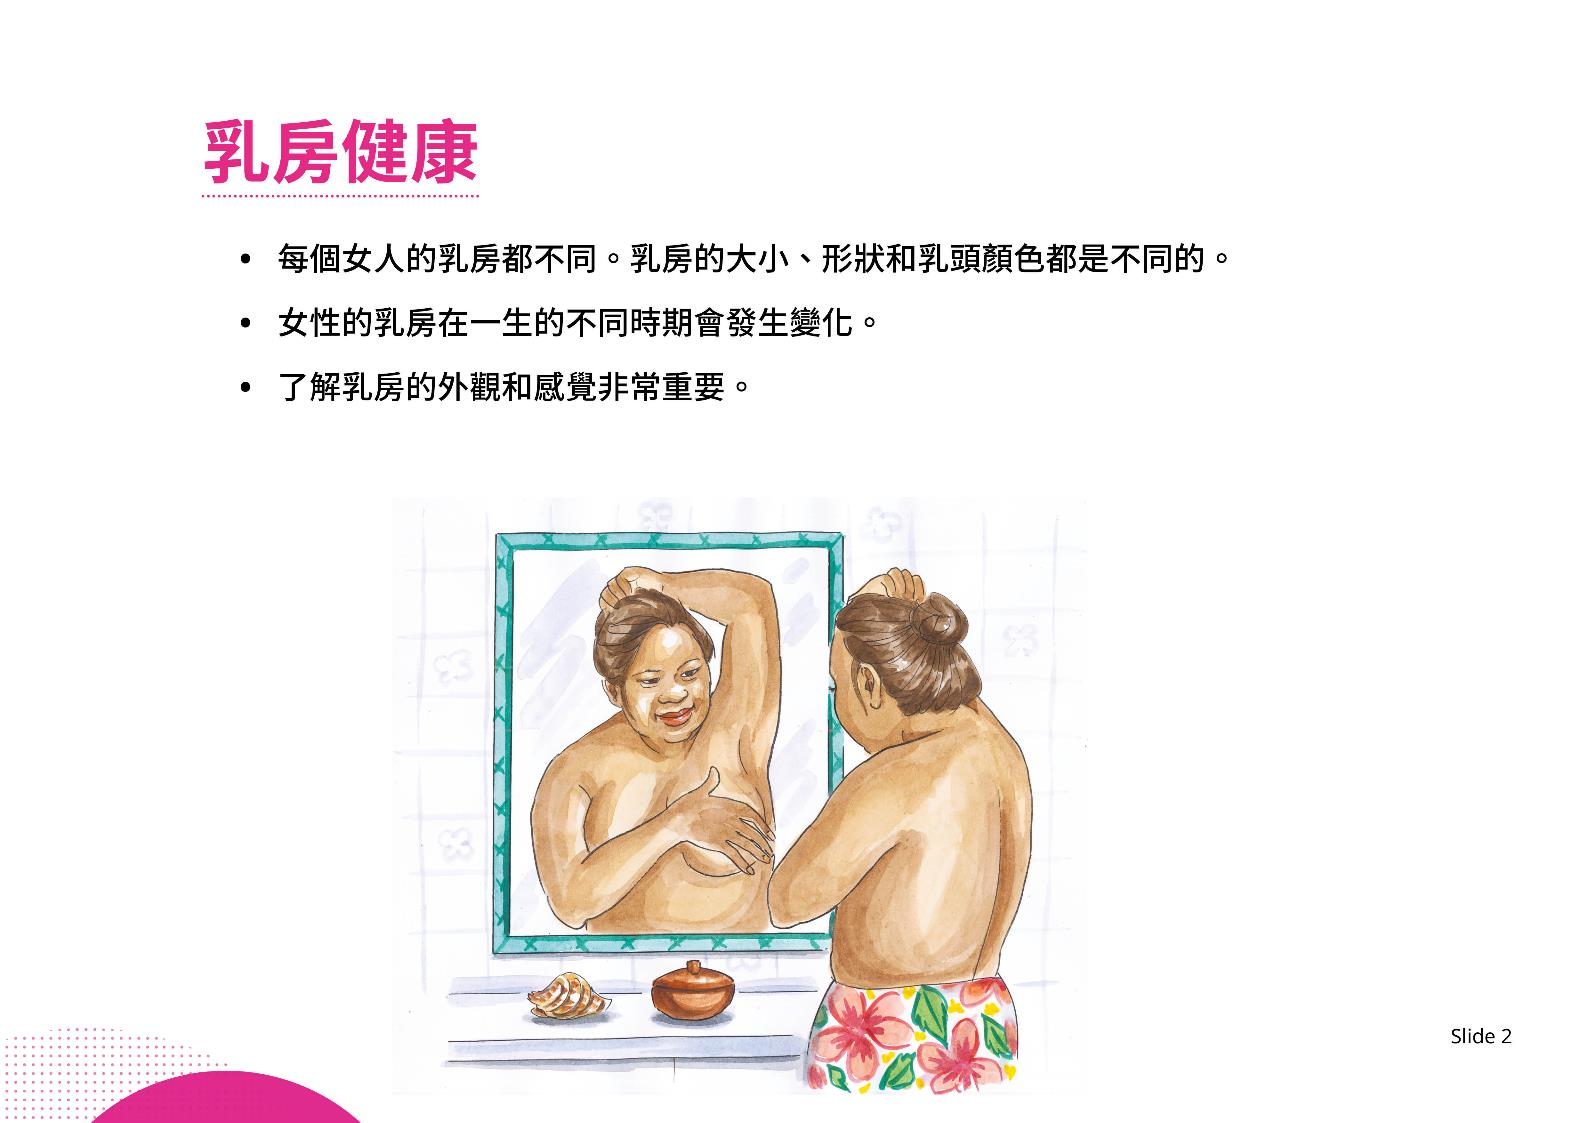 乳房健康
• 每個女人的乳房都不同。乳房的大小、形狀和乳頭顏色都是不同的。
• 女性的乳房在一生的不同時期會發生變化。
• 了解乳房的外觀和感覺非常重要。
Slide 2